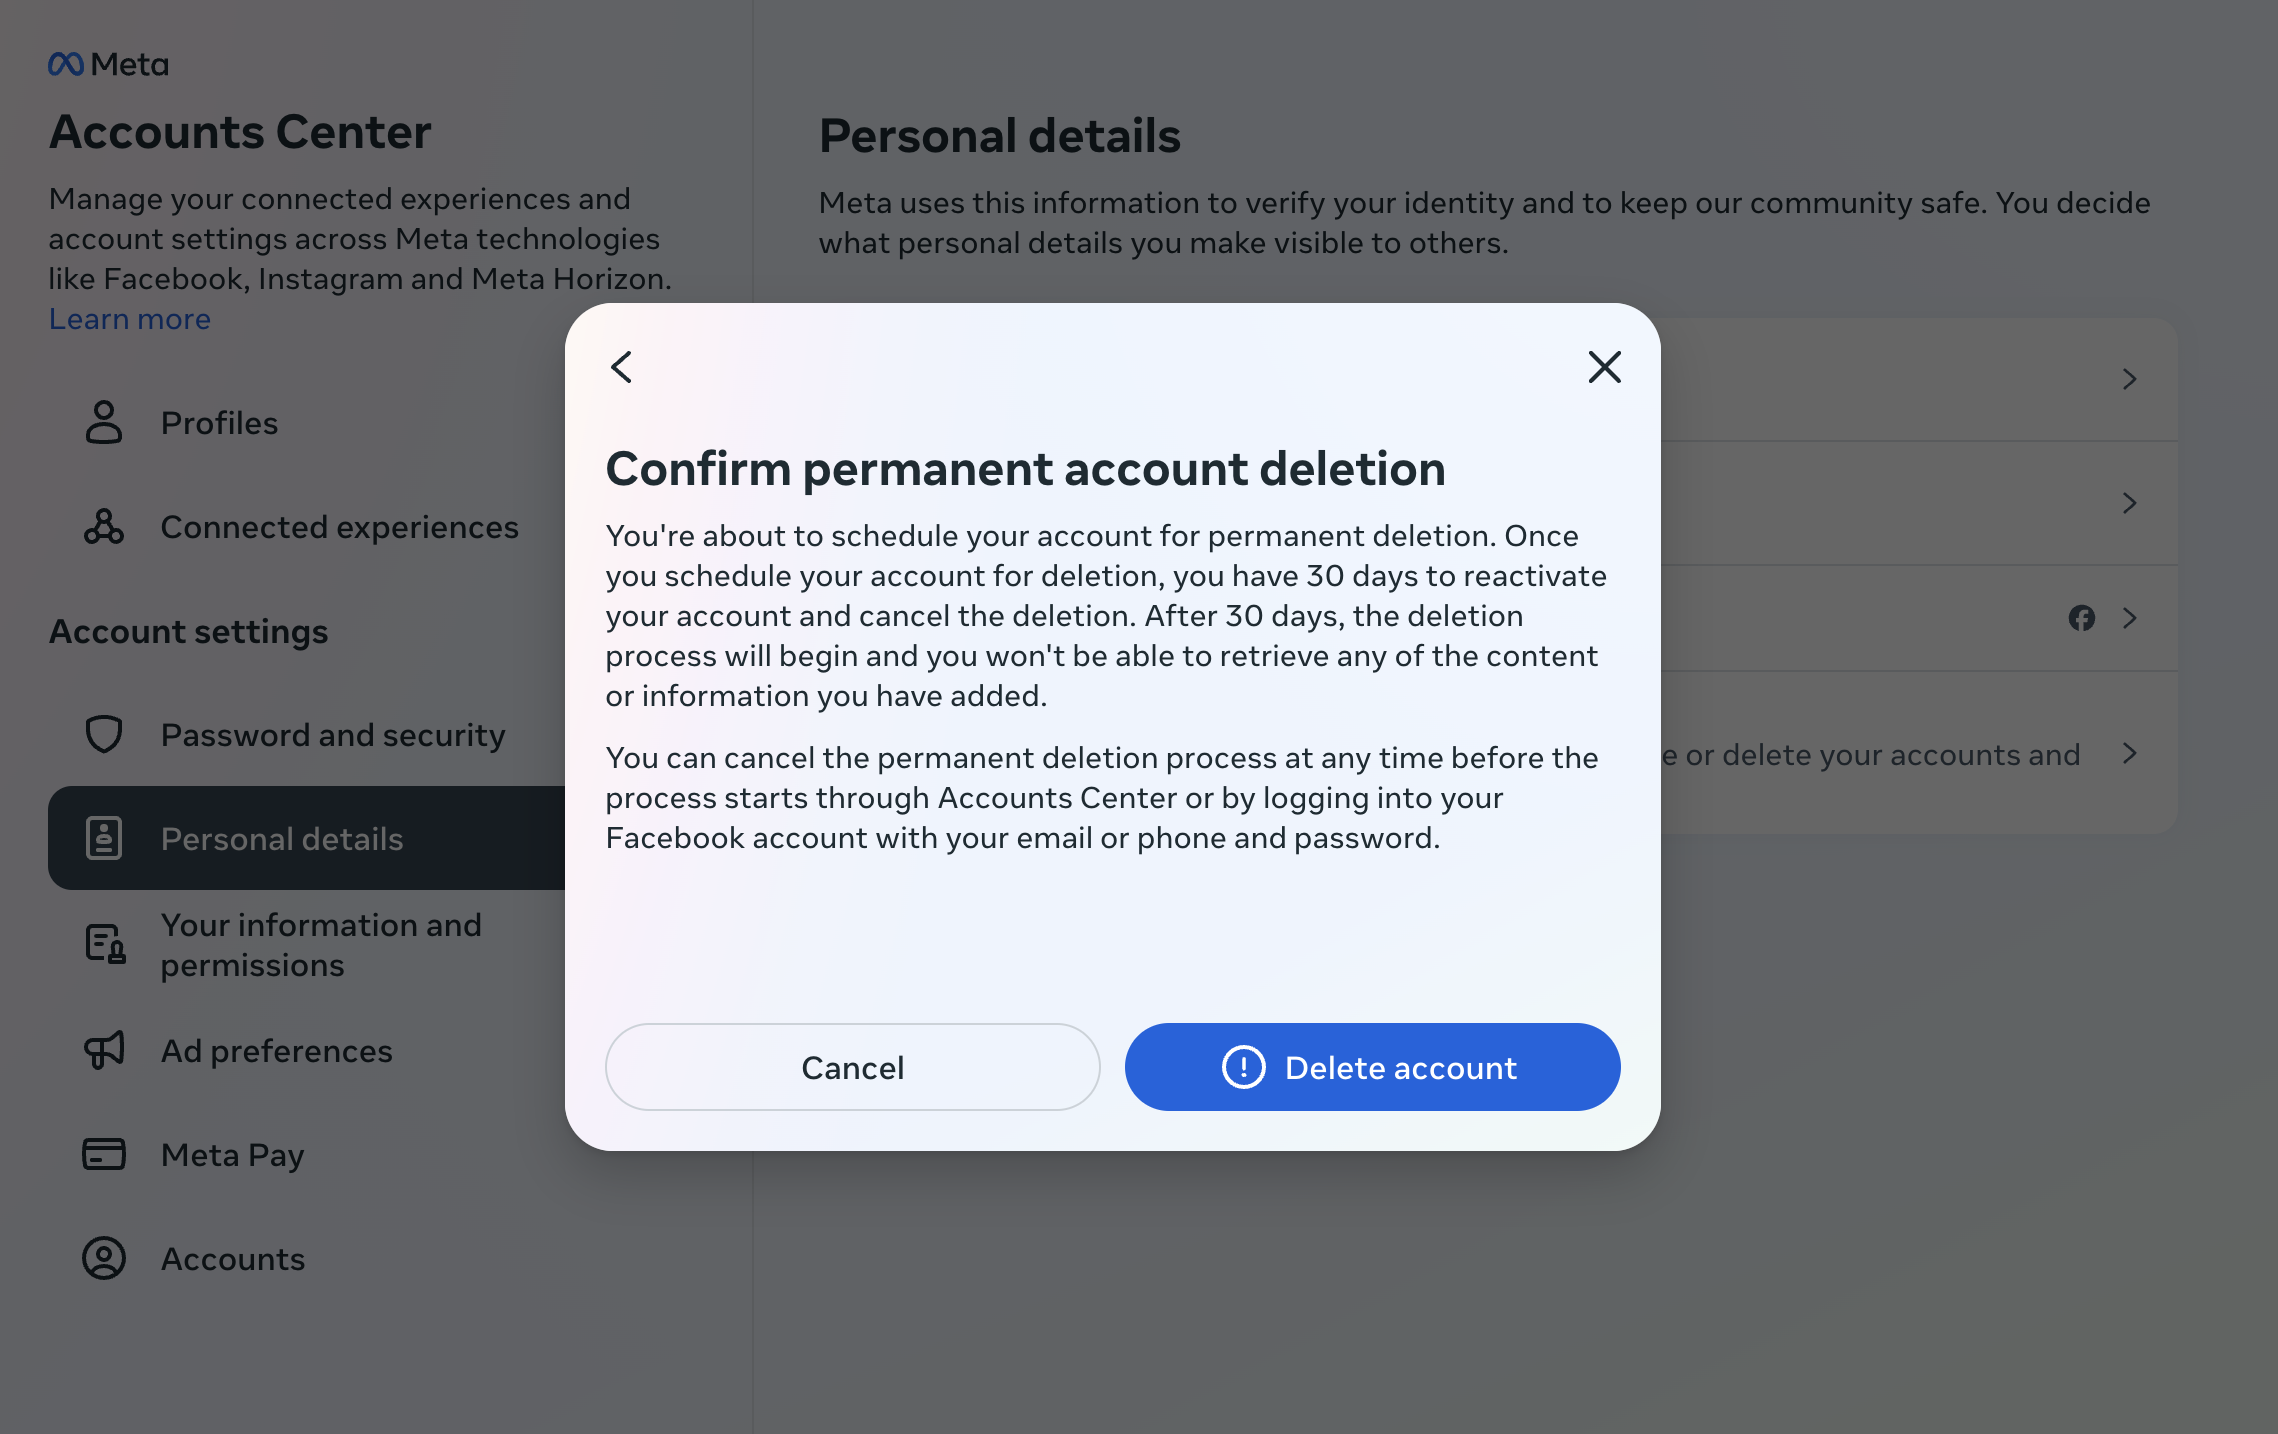 Meta
Accounts Center
Manage your connected experiences and
account settings across Meta technologies
like Facebook, Instagram and Meta Horizon.
Learn more
Profiles
Connected experiences
Account settings
Password and security
Personal details
Your information and
permissions
Ad preferences
Meta Pay
Accounts
Personal details
Meta uses this information to verify your identity and to keep our community safe. You decide
what personal details you make visible to others.
or delete your accounts and
Confirm permanent account deletion
You're about to schedule your account for permanent deletion. Once
you schedule your account for deletion, you have 30 days to reactivate
your account and cancel the deletion. After 30 days, the deletion
process will begin and you won't be able to retrieve any of the content
or information you have added.
You can cancel the permanent deletion process at any time before the
process starts through Accounts Center or by logging into your
Facebook account with your email or phone and password.
Cancel
Delete account